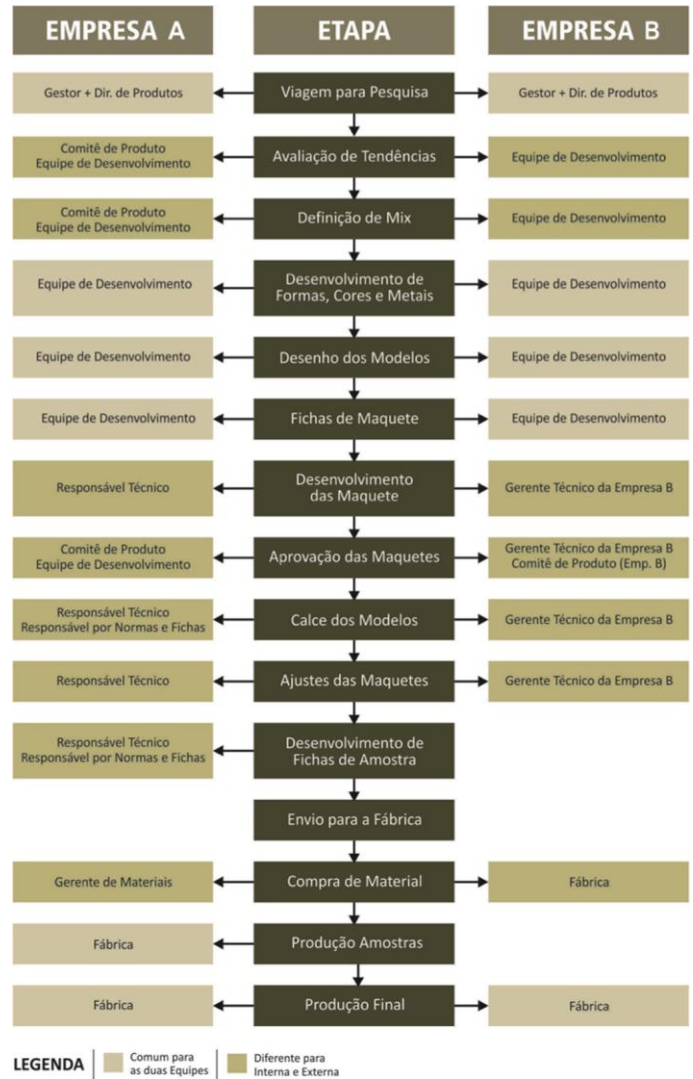 EMPRESA A
ETAPA
EMPRESA B
Gestor + Dir. de Produtos
Viagem para Pesquisa
Gestor + Dir. de Produtos
Comitê de Produto
Equipe de Desenvolvimento
Avaliação de Tendências
Equipe de Desenvolvimento
Comitê de Produto
Equipe de Desenvolvimento
Definição de Mix
Equipe de Desenvolvimento
Equipe de Desenvolvimento
Desenvolvimento de
Formas, Cores e Metais
Equipe de Desenvolvimento
Equipe de Desenvolvimento
Desenho dos Modelos
Equipe de Desenvolvimento
Equipe de Desenvolvimento
Fichas de Maquete
Equipe de Desenvolvimento
Responsável Técnico
Desenvolvimento
das Maquete
Gerente Técnico da Empresa B
Comitê de Produto
Equipe de Desenvolvimento
Aprovação das Maquetes
Gerente Técnico da Empresa B
Comitê de Produto (Emp. B)
Responsável Técnico
Responsável por Normas e Fichas
Calce dos Modelos
Gerente Técnico da Empresa B
Responsável Técnico
Ajustes das Maquetes
Gerente Técnico da Empresa B
Responsável Técnico
Responsável por Normas e Fichas
Desenvolvimento de
Fichas de Amostra
Envio para a Fábrica
Gerente de Materiais
Compra de Material
Fábrica
Fábrica
Produção Amostras
Fábrica
Produção Final
Fábrica
LEGENDA
Comum para
as duas Equipes
Diferente para
Interna e Externa